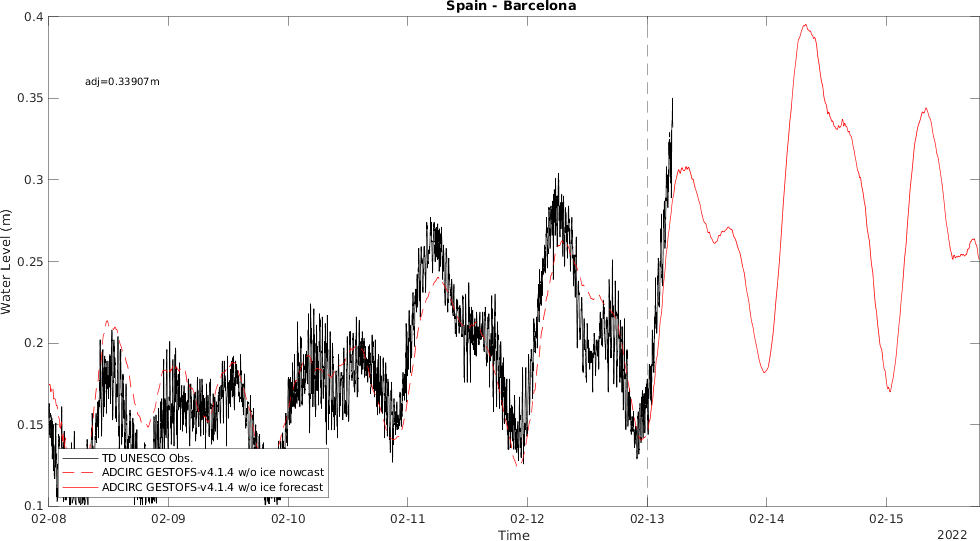 Spain - Barcelona
0.4
adj=0.33907m
0.35
0.3
Water Level (m)
0.25
0.2
0.15
TD UNESCO Obs.
ADCIRC GESTOFS-v4.1.4 w/o ice nowcast
ADCIRC GESTOFS-v4.1.4 w/o ice forecast
0.1
02-08 02-09 02-10 02-11 02-12 02-13 02-14 02-15
Time
2022